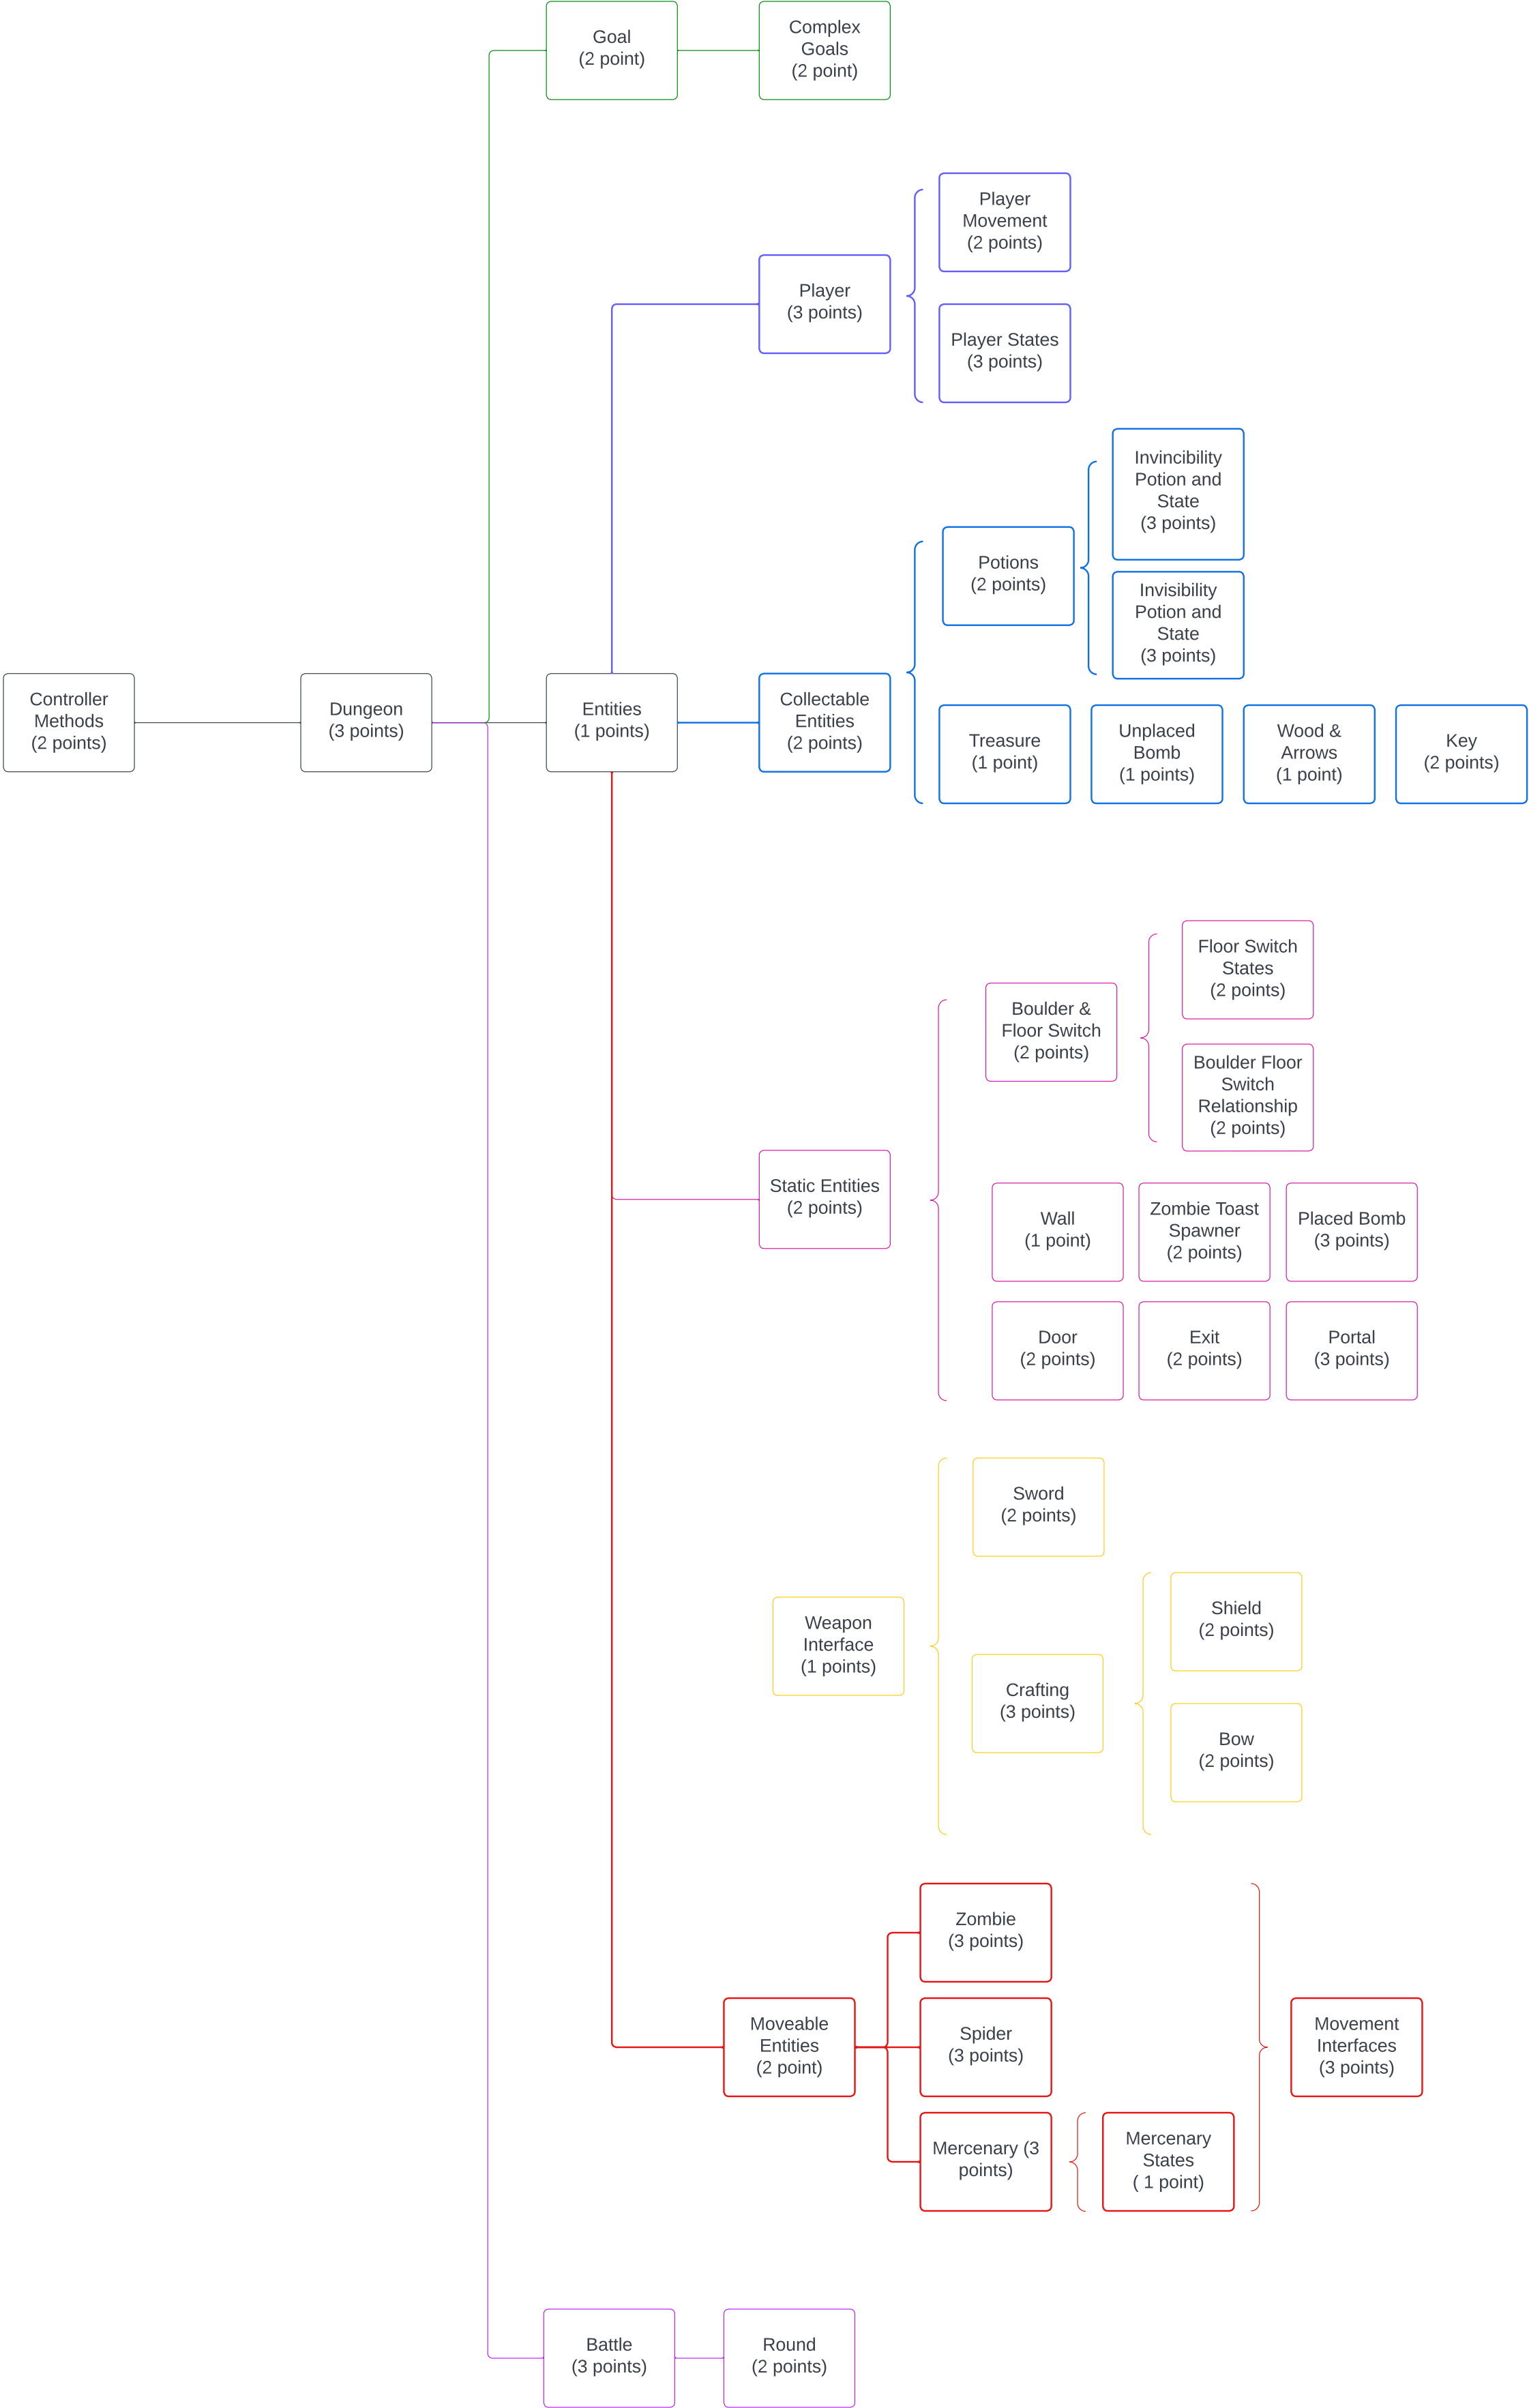 Goal
(2 point)
Complex
Goals
(2 point)
Player
Movement
(2 points)
Player
(3 points)
Player States
(3 points)
Invincibility
Potion and
State
(3 points)
Potions
(2 points)
Invisibility
Potion and
State
(3 points)
Controller
Methods
(2 points)
Dungeon
(3 points)
Entities
(1 points)
Collectable
Entities
(2 points)
Treasure
(1 point)
Unplaced
Bomb
(1 points)
Wood &
Arrows
(1 point)
Key
(2 points)
Floor Switch
States
(2 points)
Boulder &
Floor Switch
(2 points)
Boulder Floor
Switch
Relationship
(2 points)
Static Entities
(2 points)
Wall
(1 point)
Zombie Toast
Spawner
(2 points)
Placed Bomb
(3 points)
Door
(2 points)
Exit
(2 points)
Portal
(3 points)
Sword
(2 points)
Weapon
Interface
(1 points)
Shield
(2 points)
Crafting
(3 points)
Bow
(2 points)
Zombie
(3 points)
Moveable
Entities
(2 point)
Spider
(3 points)
Movement
Interfaces
(3 points)
Mercenary (3
points)
Mercenary
States
( 1 point)
Battle
(3 points)
Round
(2 points)